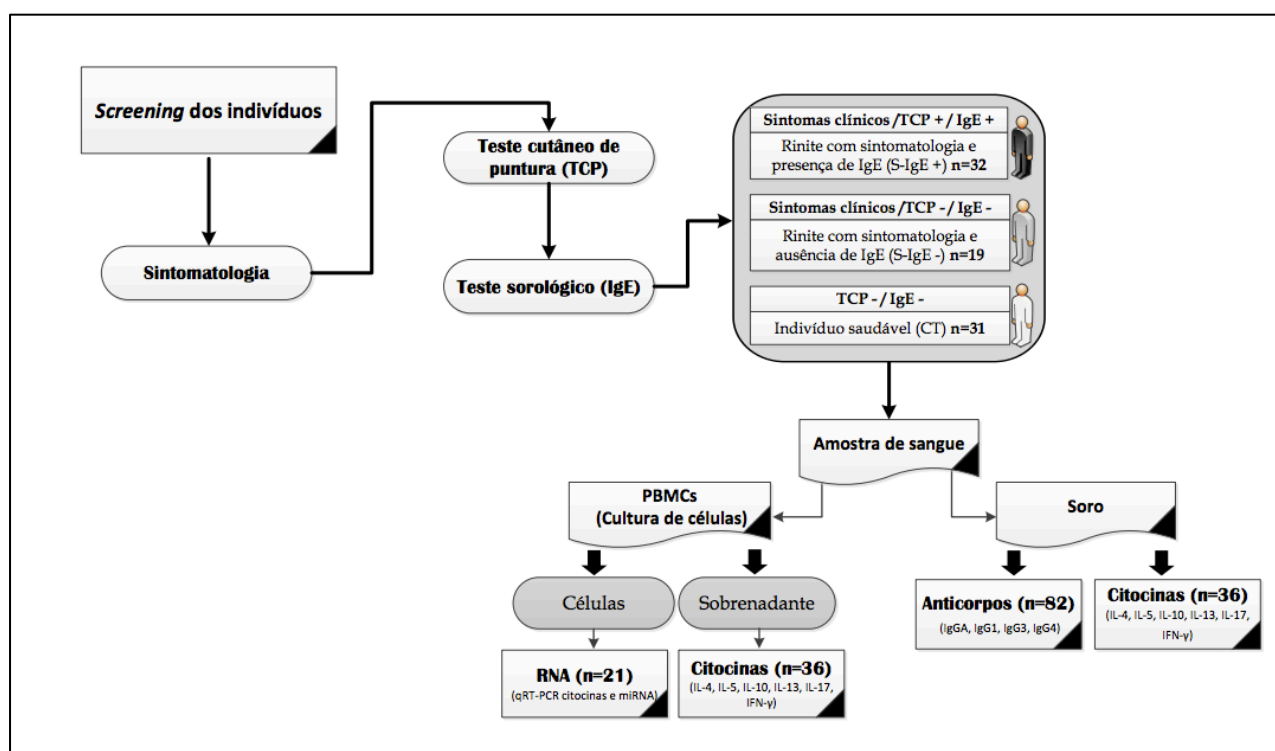 Screening dos indivíduos
Sintomatologia
Teste cutâneo de
puntura (TCP)
Teste sorológico (IgE)
Sintomas clínicos /TCP + / IgE +
Rinite com sintomatologia e
presença de IgE (S-IgE +) n=32
Sintomas clínicos /TCP - / IgE -
Rinite com sintomatologia e
ausência de IgE (S-IgE -) n=19
TCP - / IgE -
Indivíduo saudável (CT) n=31
Amostra de sangue
PBMCs
(Cultura de células)
Soro
Células
Sobrenadante
RNA (n=21)
(qRT-PCR citocinas e miRNA)
Citocinas (n=36)
(IL-4, IL-5, IL-10, IL-13, IL-17,
IFN-γ)
Anticorpos (n=82)
(IgGA, IgG1, IgG3, IgG4)
Citocinas (n=36)
(IL-4, IL-5, IL-10, IL-13, IL-17,
IFN-γ)